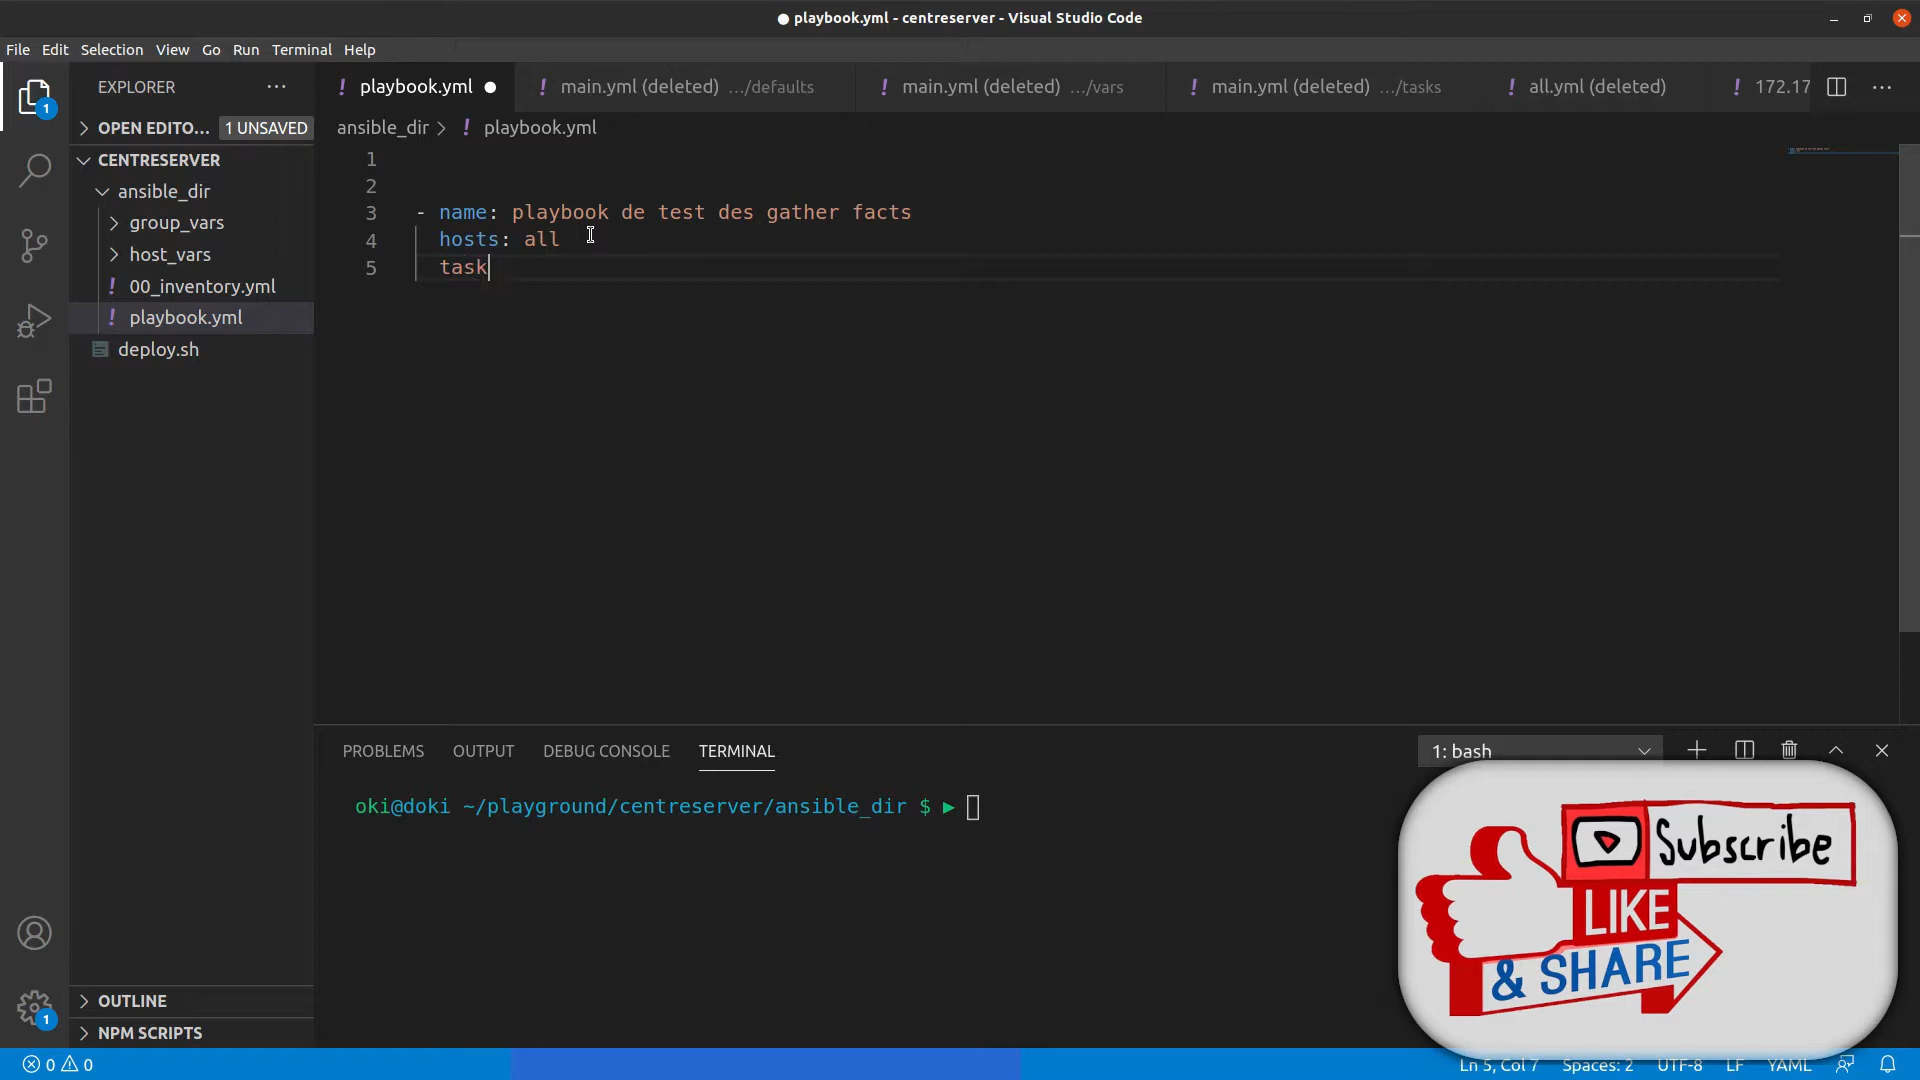 playbook.yml - centreserver - Visual Studio Code
File Edit Selection View Go Run Terminal Help
EXPLORER
playbook.yml
main.yml (deleted) .../defaults
main.yml (deleted) .../vars
main.yml (deleted) .../tasks
all.yml (deleted)
172.17
OPEN EDITO... 1 UNSAVED
ansible_dir > playbook.yml
CENTRESERVER
ansible_dir
group_vars
host_vars
00_inventory.yml
playbook.yml
deploy.sh
1
2
3 - name: playbook de test des gather facts
4 hosts: all
5 task
PROBLEMS OUTPUT DEBUG CONSOLE TERMINAL
1: bash
oki@doki ~/playground/centreserver/ansible_dir $ ▶
Subscribe
LIKE
& SHARE
1
1
OUTLINE
NPM SCRIPTS
0 0
Ln 5, Col 7 Spaces: 2 UTF-8 LF YAML